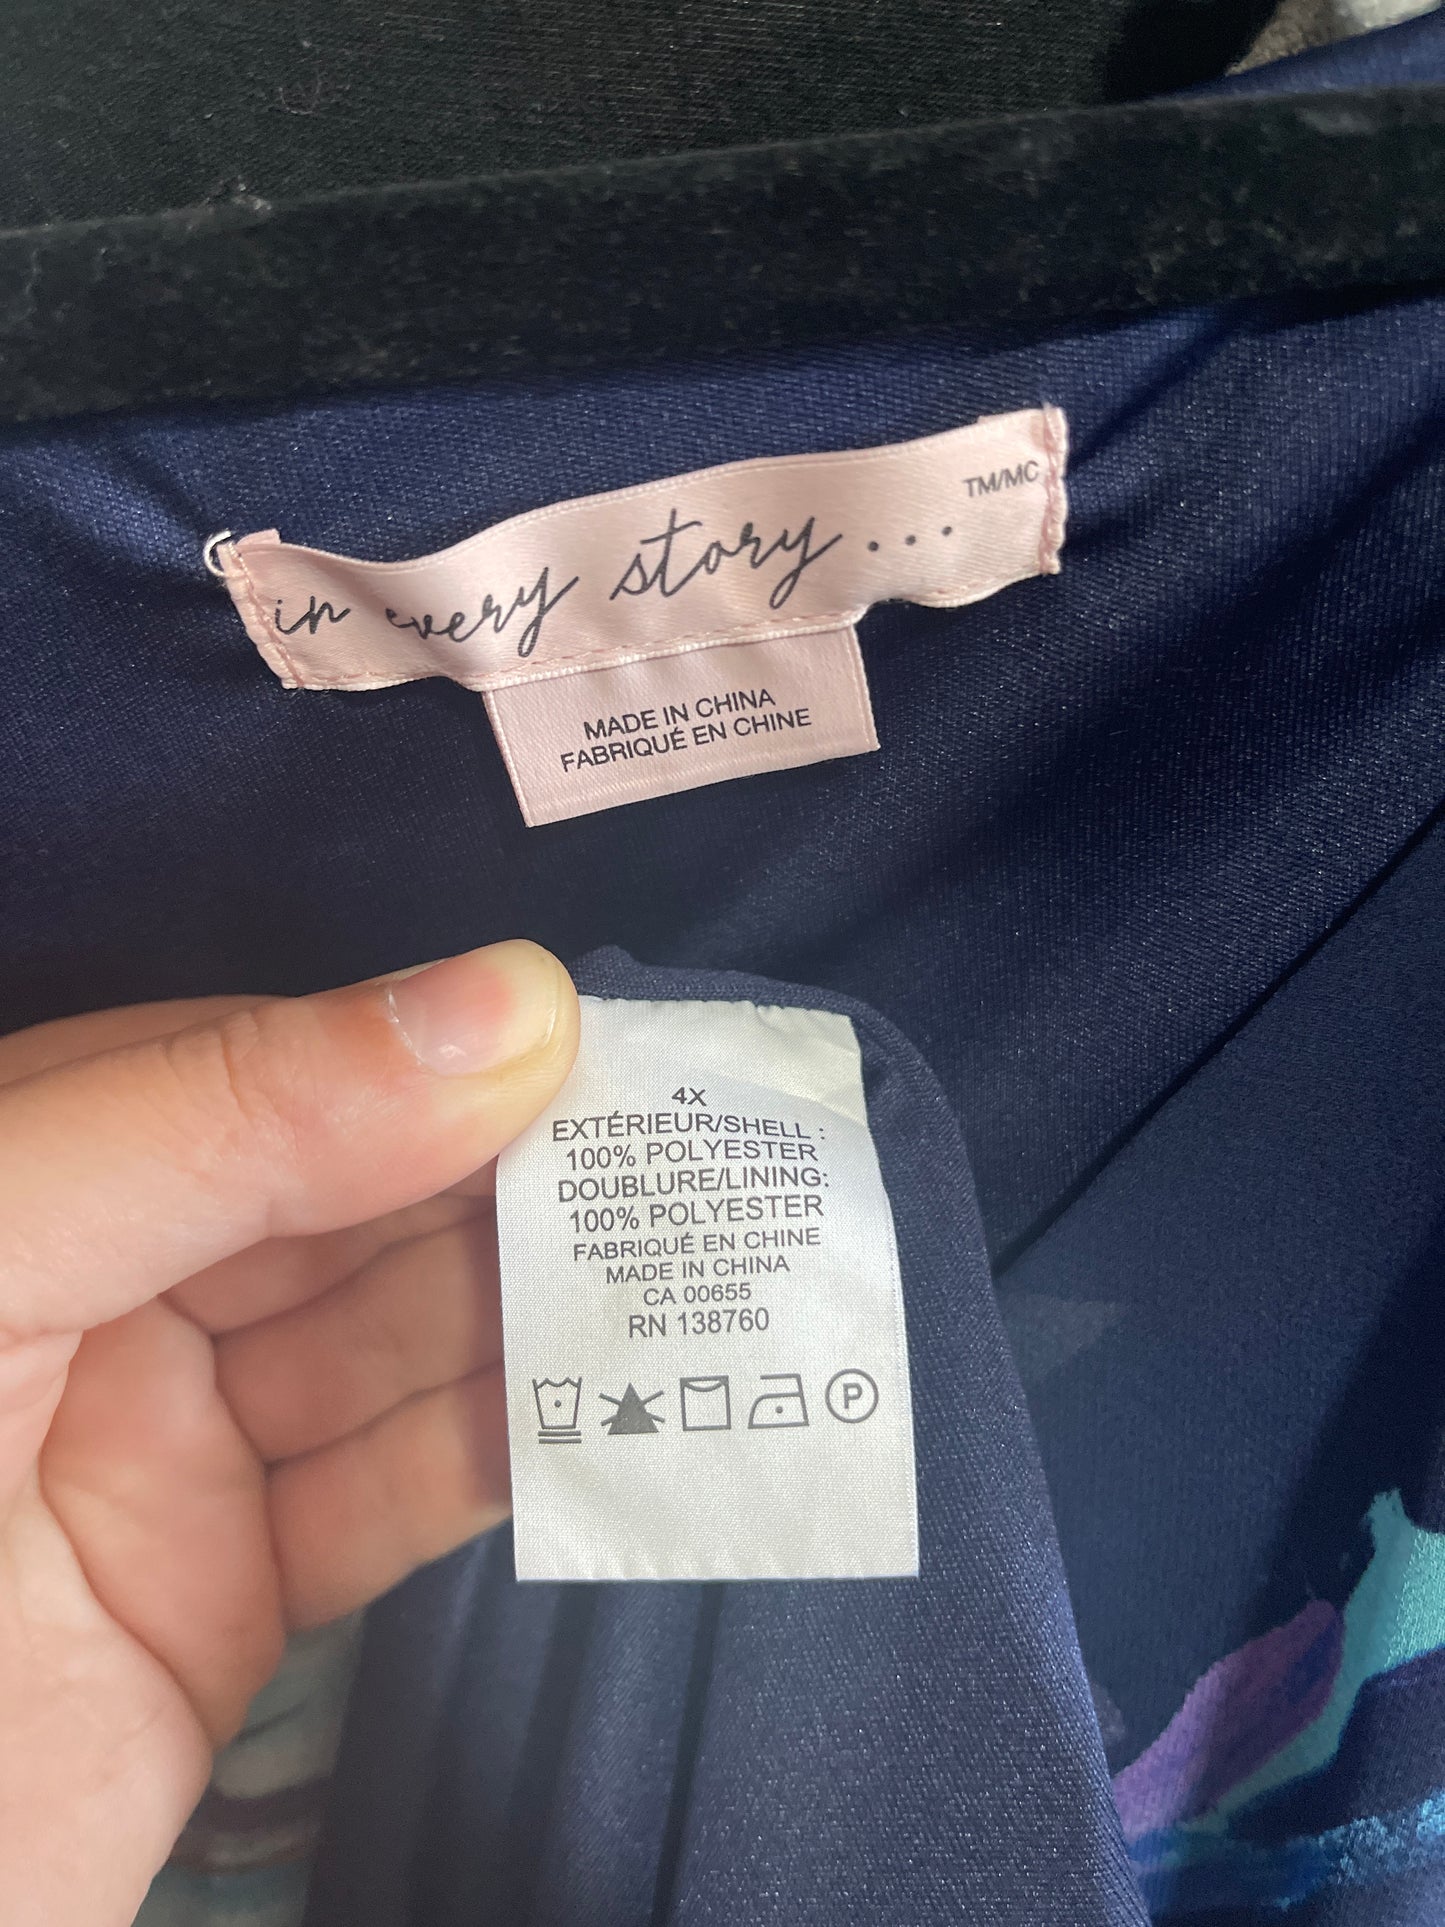 in every story... TM/MC
MADE IN CHINA
FABRIQUÉ EN CHINE
4X
EXTÉRIEUR/SHELL :
100% POLYESTER
DOUBLURE/LINING:
100% POLYESTER
FABRIQUÉ EN CHINE
MADE IN CHINA
CA 00655
RN 138760
P